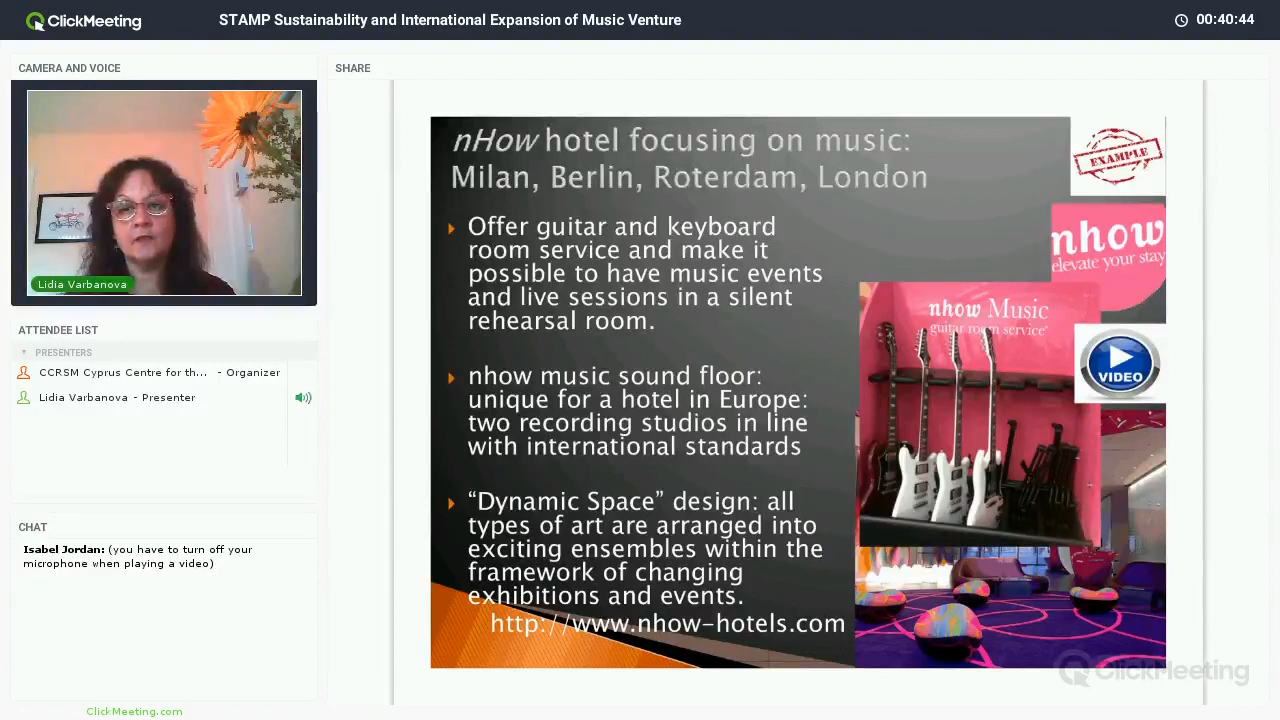 ClickMeeting
STAMP Sustainability and International Expansion of Music Venture
00:40:44
CAMERA AND VOICE
Lidia Varbanova
ATTENDEE LIST
PRESENTERS
CCRSM Cyprus Centre for th... - Organizer
Lidia Varbanova - Presenter
CHAT
Isabel Jordan: (you have to turn off your
microphone when playing a video)
ClickMeeting.com
SHARE
nHow hotel focusing on music:
Milan, Berlin, Roterdam, London
Offer guitar and keyboard
room service and make it
possible to have music events
and live sessions in a silent
rehearsal room.
nhow music sound floor:
unique for a hotel in Europe:
two recording studios in line
with international standards
“Dynamic Space” design: all
types of art are arranged into
exciting ensembles within the
framework of changing
exhibitions and events.
http://www.nhow-hotels.com
EXAMPLE
nhow
elevate your stay
nhow Music
guitar room service
VIDEO
ClickMeeting